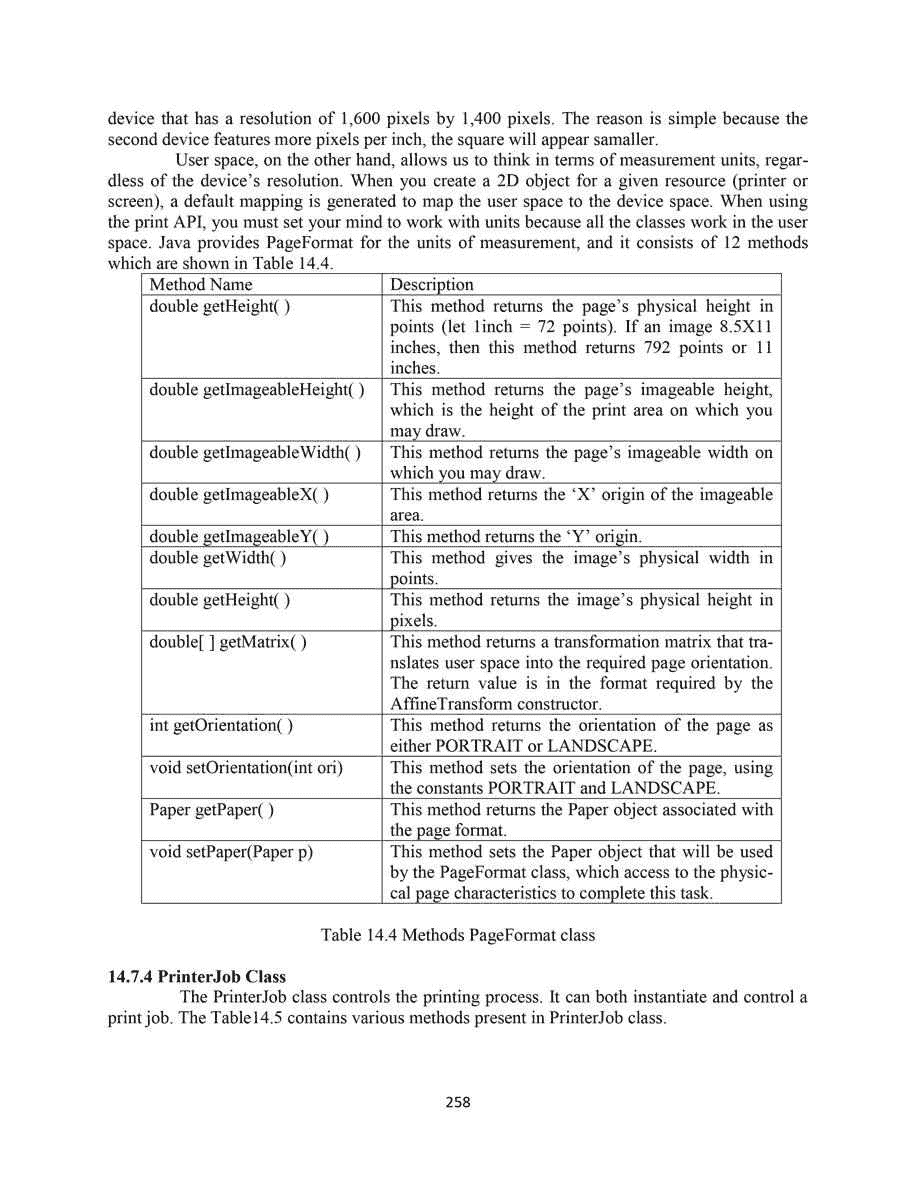 device that has a resolution of 1,600 pixels by 1,400 pixels. The reason is simple because the
second device features more pixels per inch, the square will appear samaller.
User space, on the other hand, allows us to think in terms of measurement units, regar-
dless of the device’s resolution. When you create a 2D object for a given resource (printer or
screen), a default mapping is generated to map the user space to the device space. When using
the print API, you must set your mind to work with units because all the classes work in the user
space. Java provides PageFormat for the units of measurement, and it consists of 12 methods
which are shown in Table 14.4.
Method Name
Description
double getHeight( )
This method returns the page’s physical height in
points (let 1inch = 72 points). If an image 8.5X11
inches, then this method returns 792 points or 11
inches.
double getImageableHeight( )
This method returns the page’s imageable height,
which is the height of the print area on which you
may draw.
double getImageableWidth( )
This method returns the page’s imageable width on
which you may draw.
double getImageableX( )
This method returns the ‘X’ origin of the imageable
area.
double getImageableY( )
This method returns the ‘Y’ origin.
double getWidth( )
This method gives the image’s physical width in
points.
double getHeight( )
This method returns the image’s physical height in
pixels.
double[ ] getMatrix( )
This method returns a transformation matrix that tra-
nslates user space into the required page orientation.
The return value is in the format required by the
AffineTransform constructor.
int getOrientation( )
This method returns the orientation of the page as
either PORTRAIT or LANDSCAPE.
void setOrientation(int ori)
This method sets the orientation of the page, using
the constants PORTRAIT and LANDSCAPE.
Paper getPaper( )
This method returns the Paper object associated with
the page format.
void setPaper(Paper p)
This method sets the Paper object that will be used
by the PageFormat class, which access to the physic-
cal page characteristics to complete this task.
Table 14.4 Methods PageFormat class
14.7.4 PrinterJob Class
The PrinterJob class controls the printing process. It can both instantiate and control a
print job. The Table14.5 contains various methods present in PrinterJob class.
258